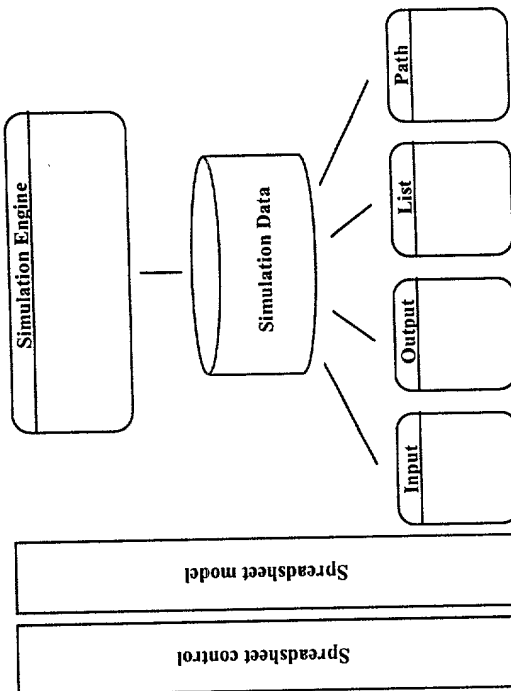 Simulation Engine
Simulation Data
Input
Output
List
Path
Spreadsheet model
Spreadsheet control